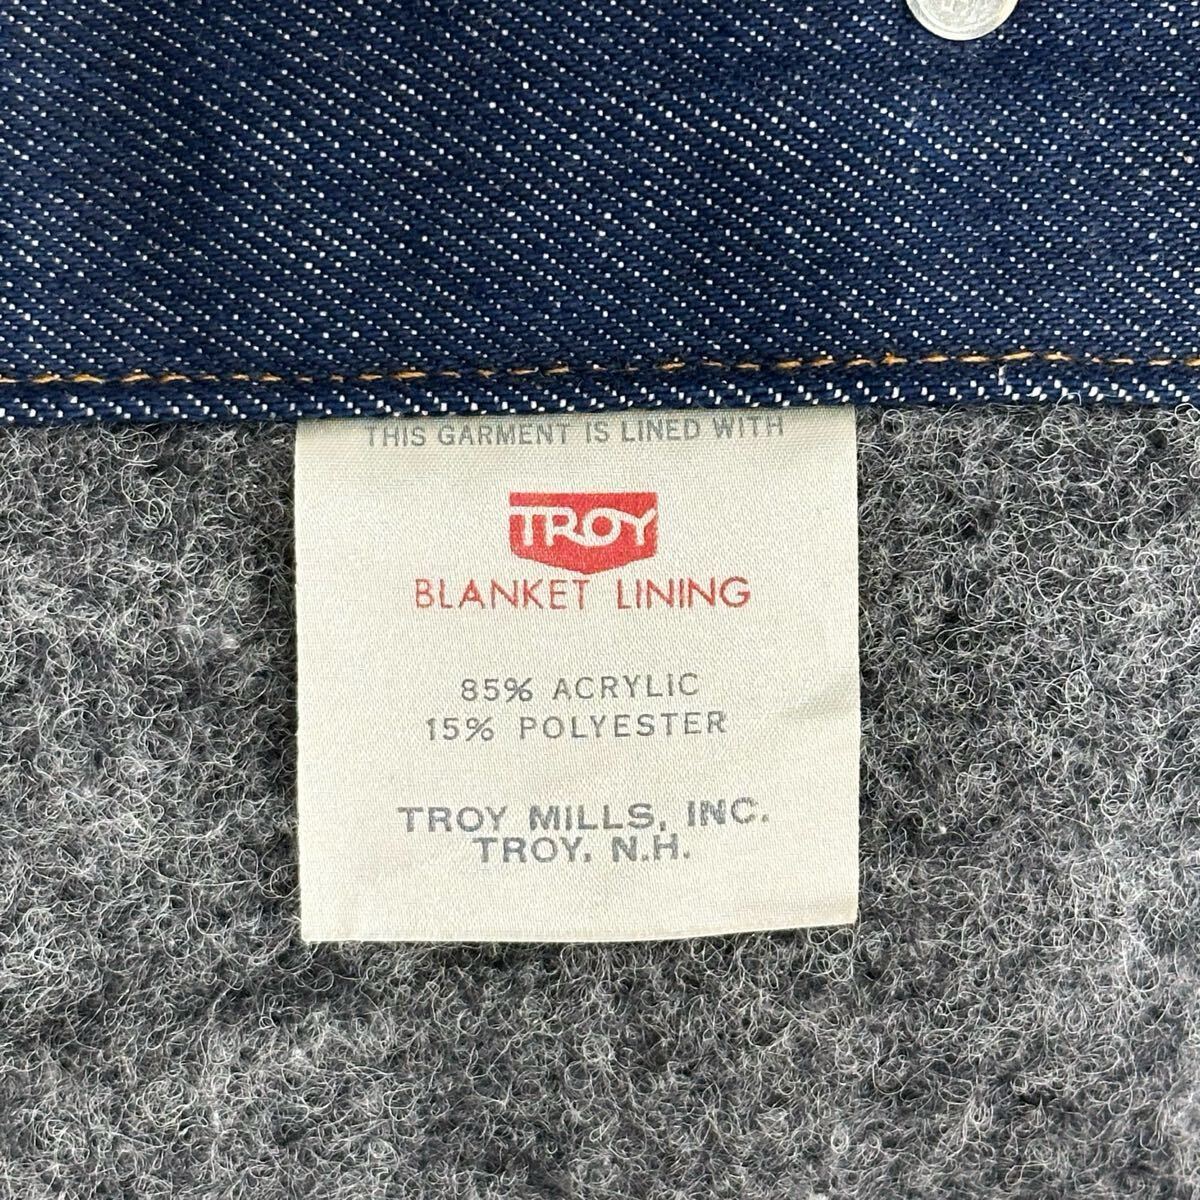 THIS GARMENT IS LINED WITH
TROY
BLANKET LINING
85% ACRYLIC
15% POLYESTER
TROY MILLS, INC.
TROY, N.H.